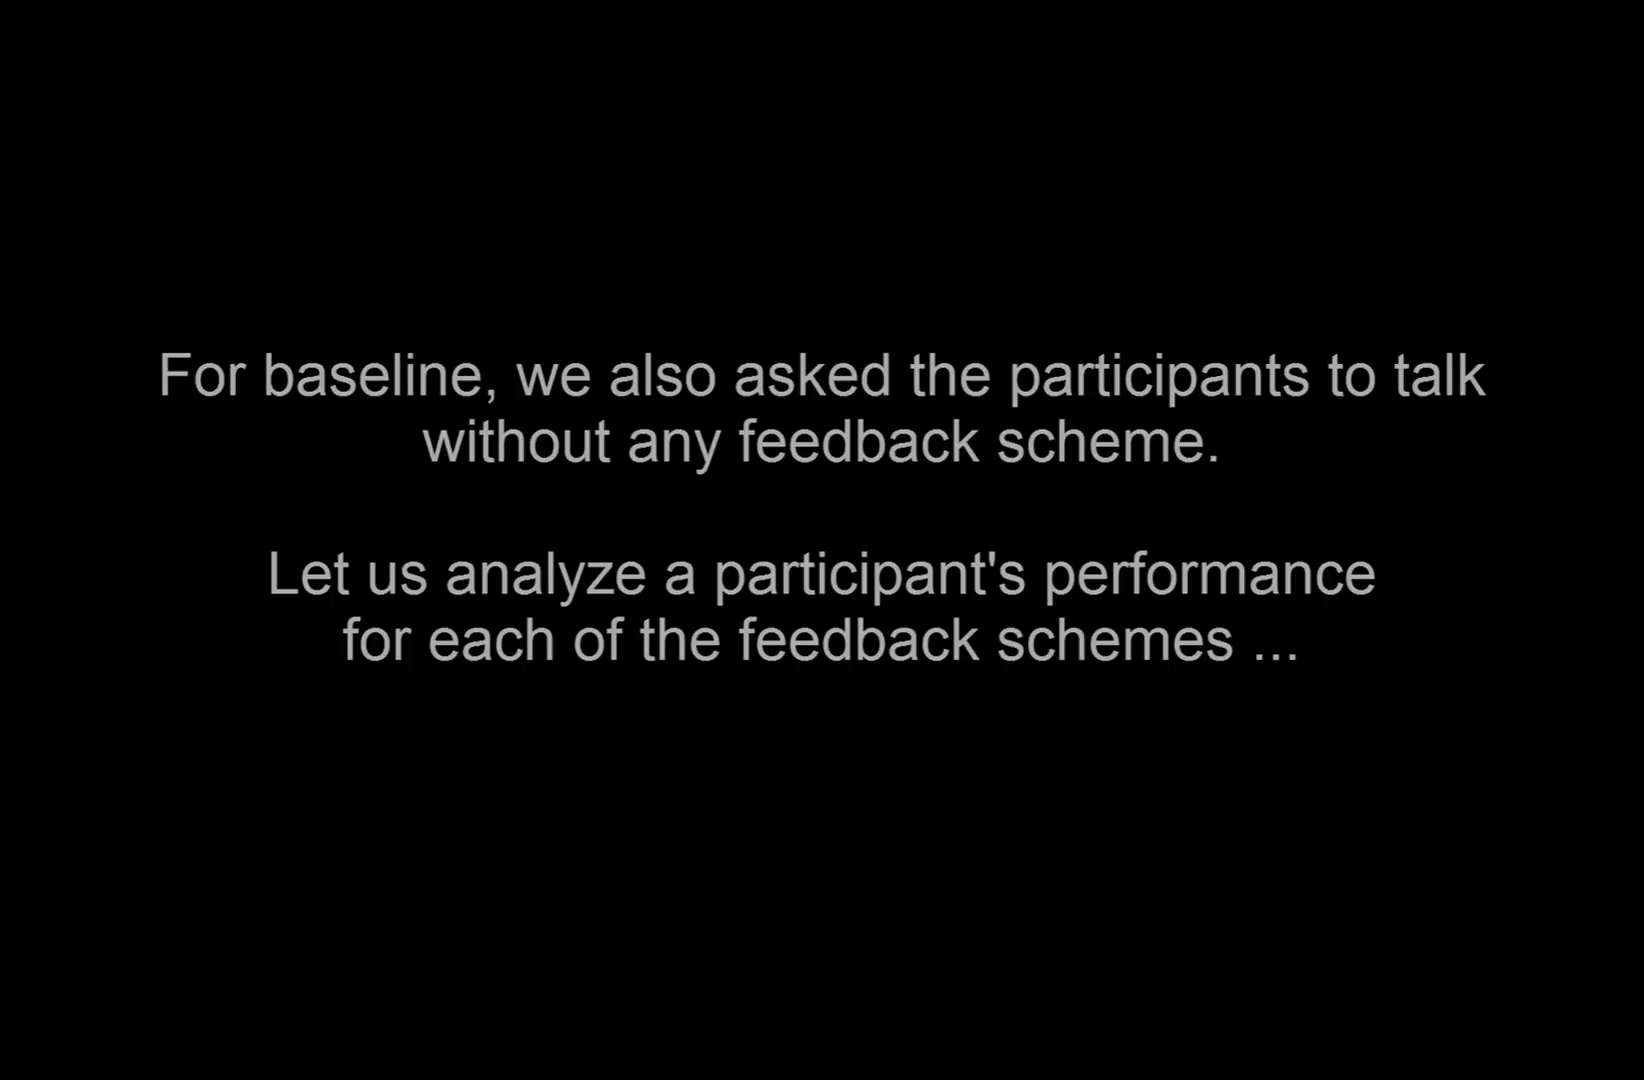 For baseline, we also asked the participants to talk
without any feedback scheme.
Let us analyze a participant's performance
for each of the feedback schemes ...